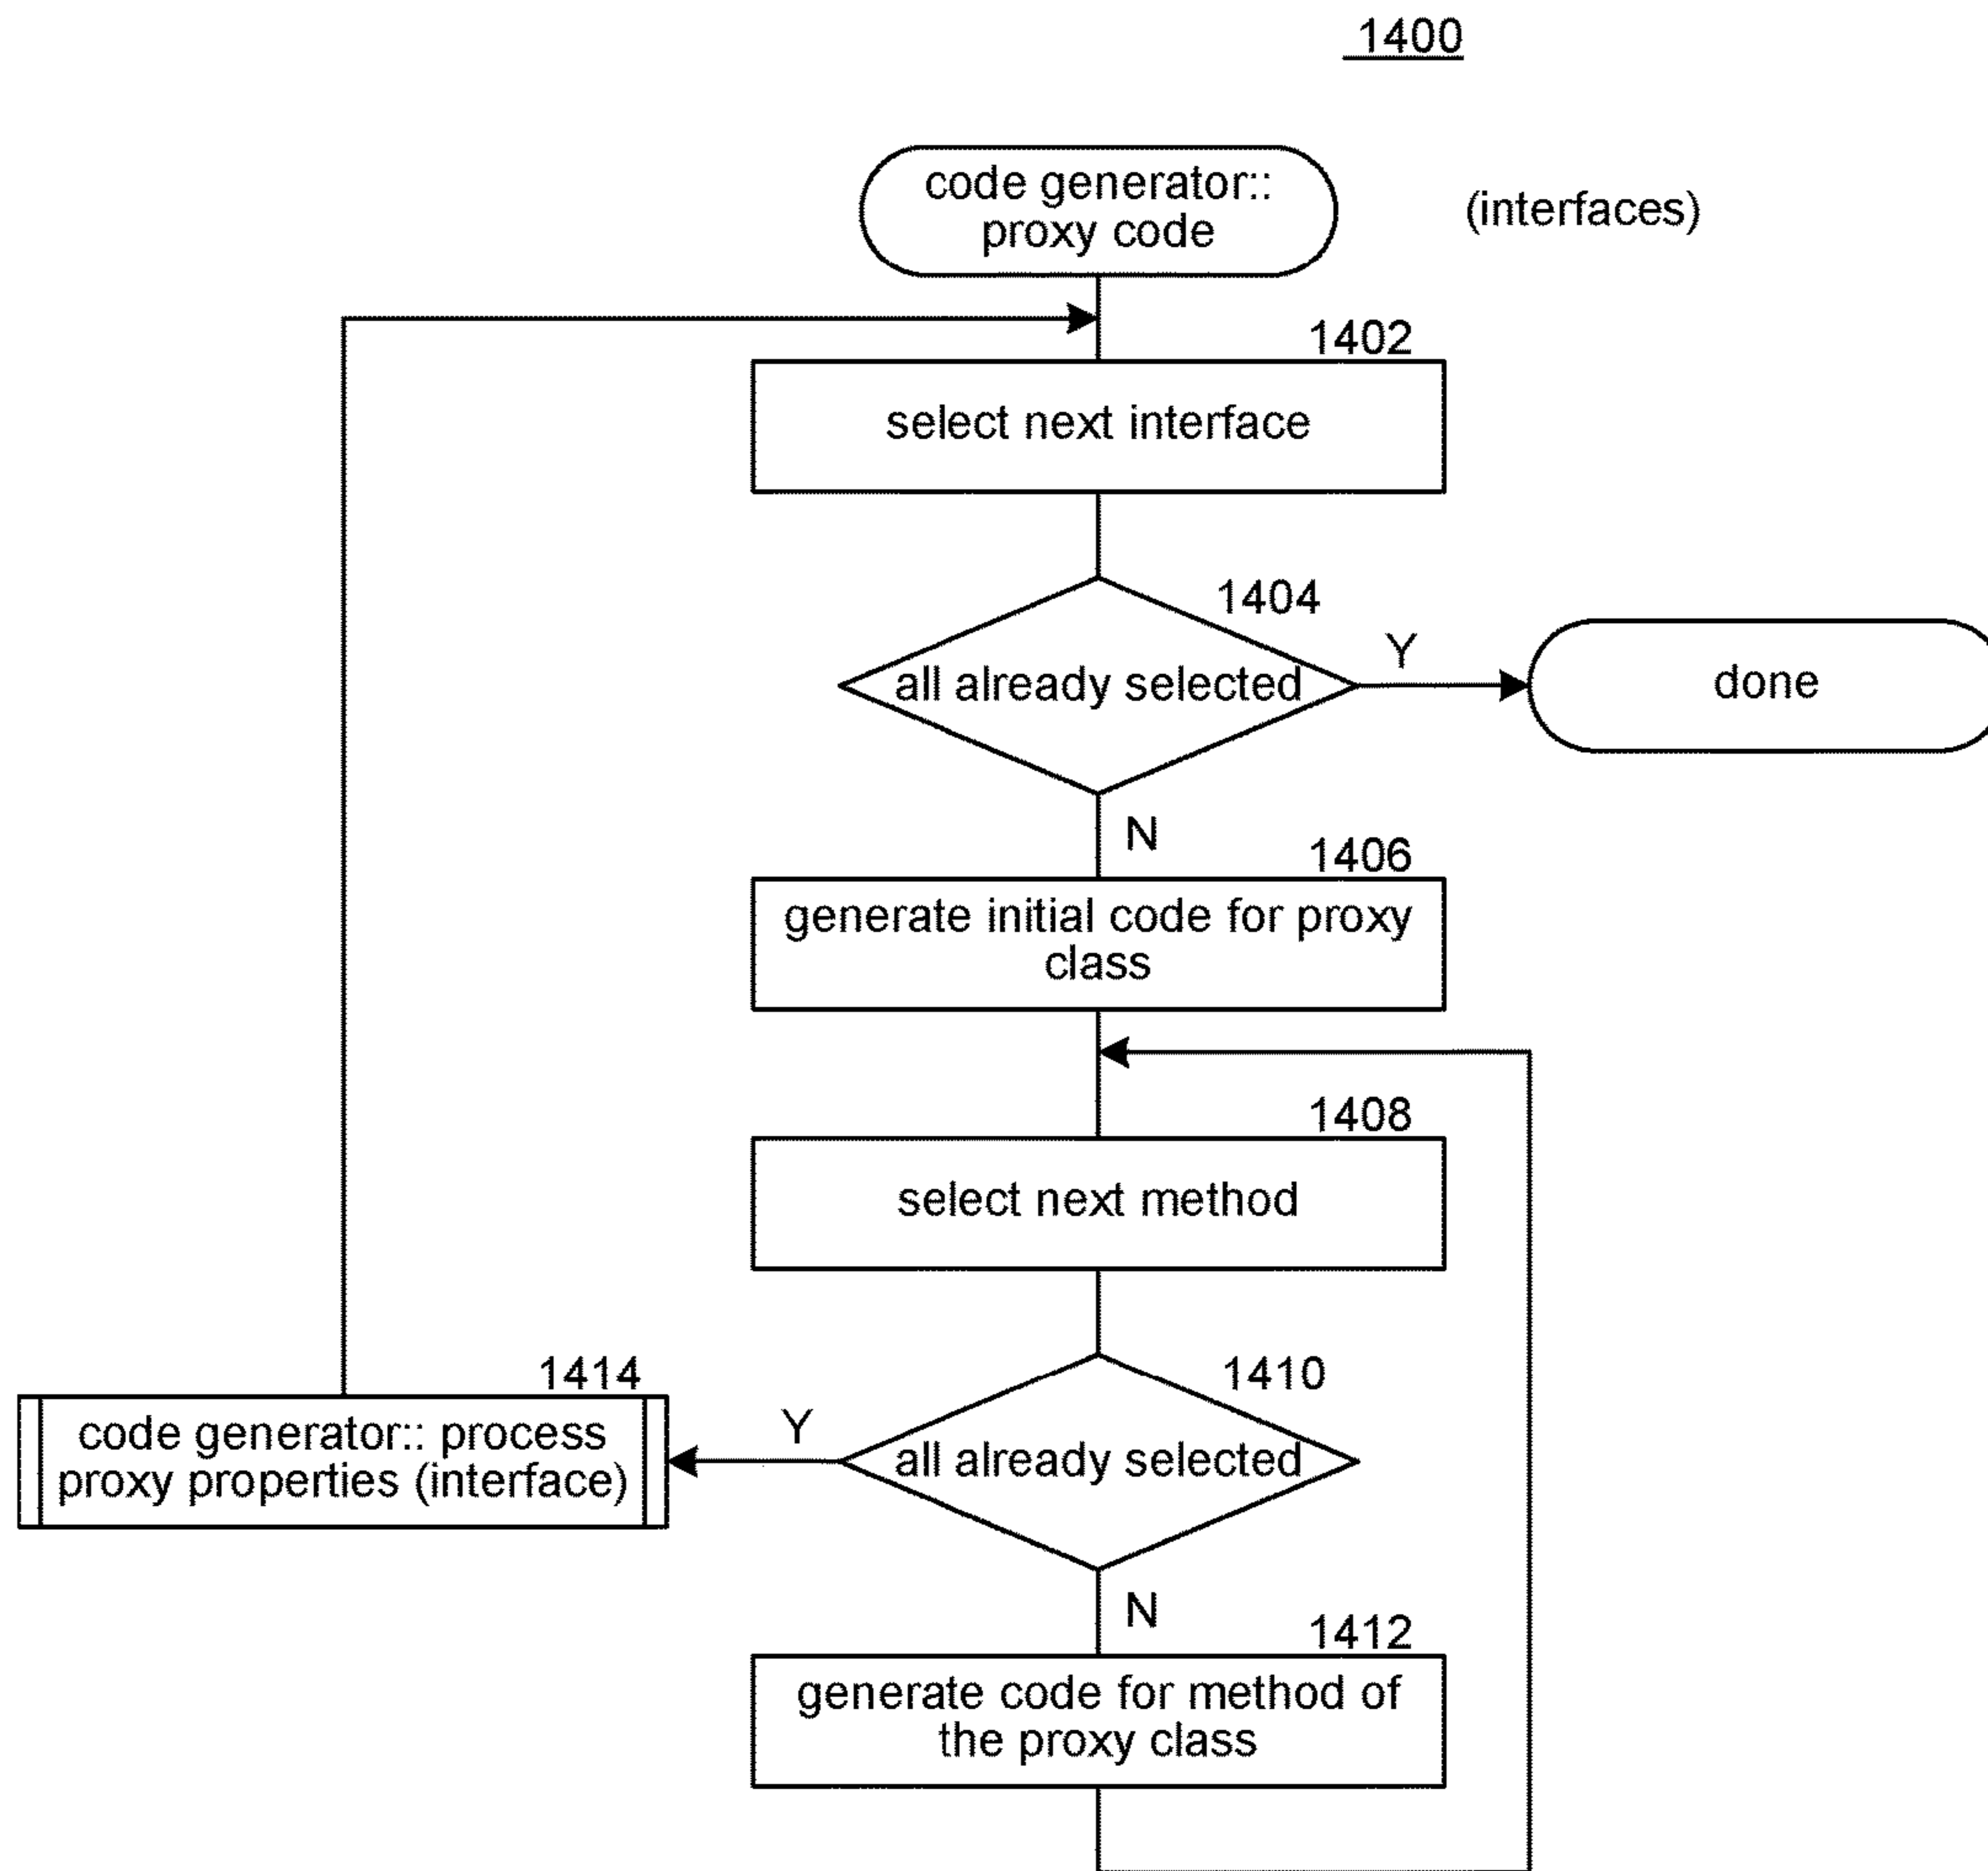 1400
code generator::
proxy code
(interfaces)
1402
select next interface
1404
all already selected
Y
done
N
1406
generate initial code for proxy
class
1408
select next method
1410
all already selected
Y
1414
code generator:: process
proxy properties (interface)
N
1412
generate code for method of
the proxy class